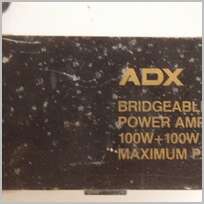 ADX
BRIDGEABL
POWER AMP
100W+100W
MAXIMUM P